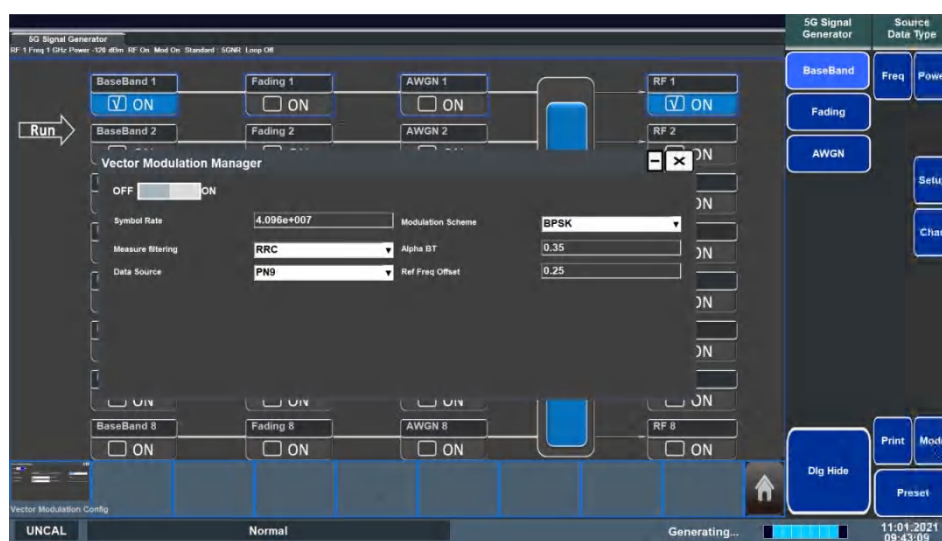 5G Signal Generator
RF 1 Freq 1 GHz Power -120 dBm RF On Mod On Standard : 5GNR Loop Off
5G Signal Generator
Source Data Type
BaseBand 1
Fading 1
AWGN 1
RF 1
ON
ON
ON
ON
Run
BaseBand 2
Fading 2
AWGN 2
RF 2
ON
Vector Modulation Manager
OFF
ON
ON
Symbol Rate
4.096e+007
Modulation Scheme
BPSK
Measure filtering
RRC
Alpha BT
0.35
ON
Data Source
PN9
Ref Freq Offset
0.25
ON
ON
ON
ON
ON
ON
BaseBand 8
Fading 8
AWGN 8
RF 8
ON
ON
ON
ON
Vector Modulation Config
UNCAL
Normal
Generating...
BaseBand
Fading
AWGN
Dlg Hide
Freq
Print
Preset
11:01:2021
09:43:09